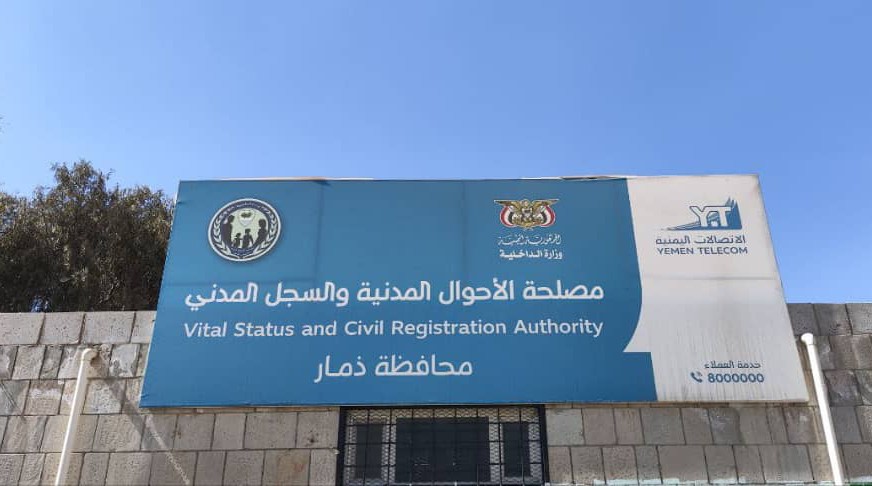 الجمهورية اليمنية
وزارة الداخلية
مصلحة الأحوال المدنية والسجل المدني
Vital Status and Civil Registration Authority
محافظة ذمار
Y.T
الاتصالات اليمنية
YEMEN TELECOM
خدمة العملاء
8000000